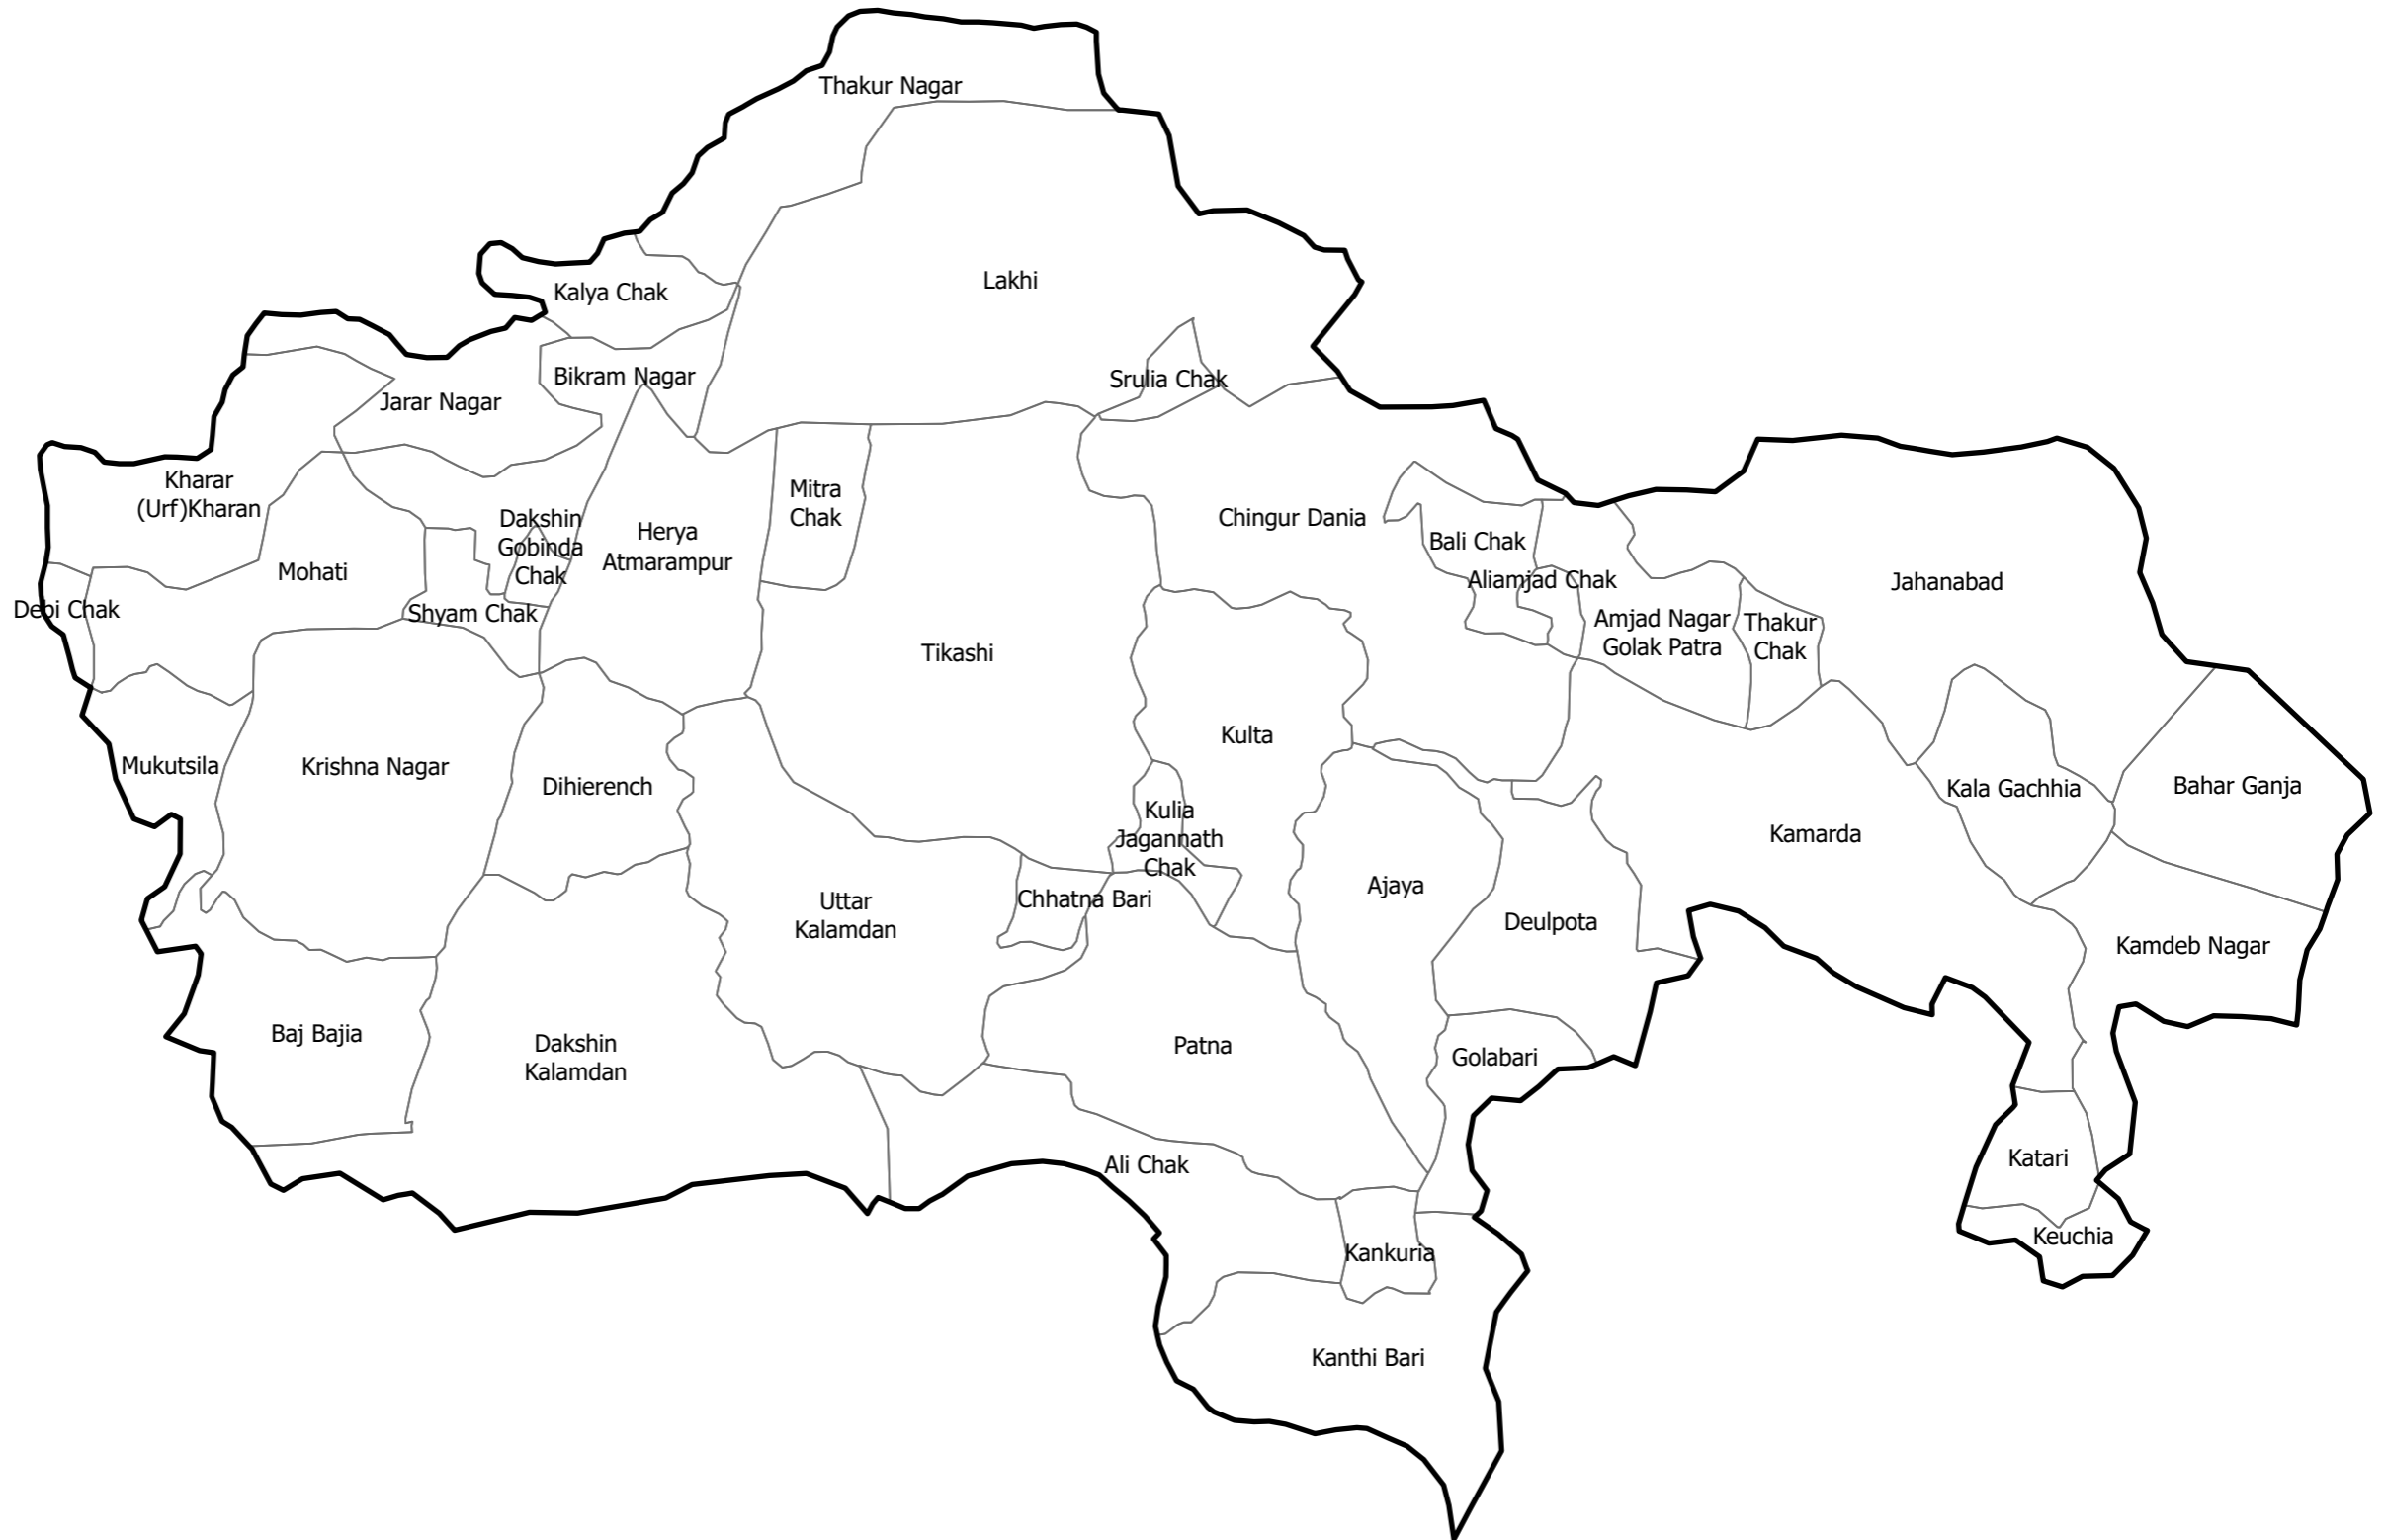 Thakur Nagar
Lakhi
Kalya Chak
Bikram Nagar
Srulia Chak
Jarar Nagar
Kharar
(Urf)Kharan
Mitra
Chak
Dakshin
Gobinda
Chak
Herya
Atmarampur
Chingur Dania
Bali Chak
Mohati
Aliamjad Chak
Jahanabad
Debi Chak
Shyam Chak
Amjad Nagar
Golak Patra
Thakur
Chak
Tikashi
Kulta
Mukutsila
Krishna Nagar
Dihierench
Kala Gachhia
Bahar Ganja
Kulia
Jagannath
Chak
Kamarda
Ajaya
Chhatna Bari
Uttar
Kalamdan
Deulpota
Kamdeb Nagar
Baj Bajia
Dakshin
Kalamdan
Patna
Golabari
Ali Chak
Katari
Keuchia
Kankuria
Kanthi Bari